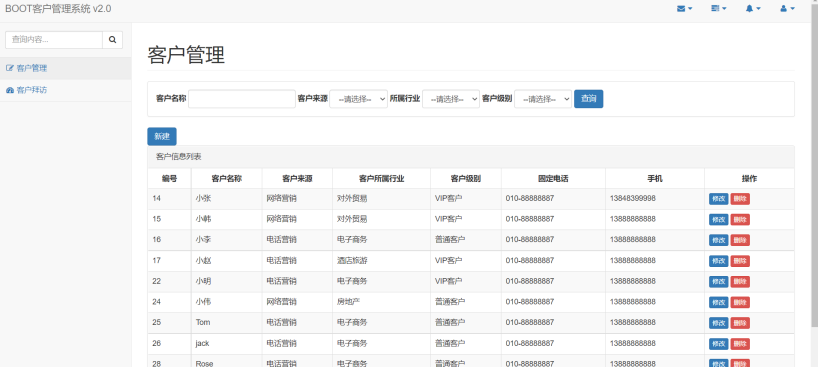 BOOT客户管理系统 v2.0
查询内容...
客户管理
客户拜访
客户管理
客户名称 客户来源 --请选择-- 所属行业 --请选择-- 客户级别 --请选择-- 查询
新建
客户信息列表
编号 客户名称 客户来源 客户所属行业 客户级别 固定电话 手机 操作
14 小张 网络营销 对外贸易 VIP客户 010-88888887 13848399998 修改 删除
15 小韩 网络营销 对外贸易 VIP客户 010-88888887 13888888888 修改 删除
16 小李 电话营销 电子商务 普通客户 010-88888887 13888888888 修改 删除
17 小赵 电话营销 酒店旅游 VIP客户 010-88888887 13888888888 修改 删除
22 小明 电话营销 电子商务 VIP客户 010-88888887 13888888888 修改 删除
24 小伟 网络营销 房地产 普通客户 010-88888887 13888888888 修改 删除
25 Tom 电话营销 电子商务 普通客户 010-88888887 13888888888 修改 删除
26 jack 电话营销 电子商务 普通客户 010-88888887 13888888888 修改 删除
28 Rose 电话营销 电子商务 普通客户 010-88888887 13888888888 修改 删除